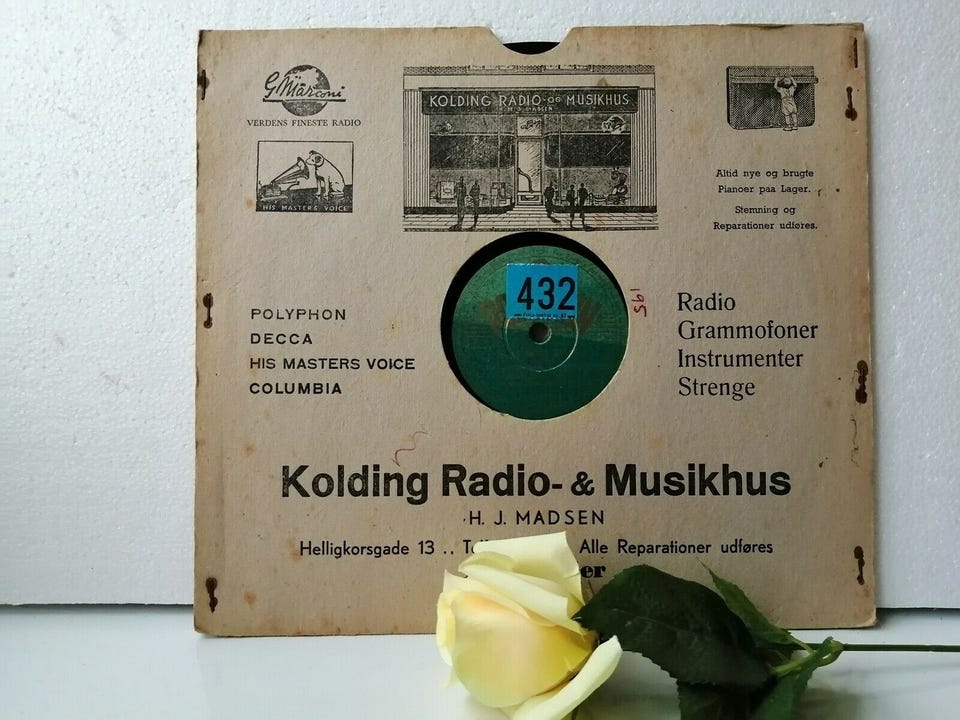 G. Märconi
VERDENS FINESTE RADIO
"HIS MASTERS VOICE"
KOLDING RADIO-OG MUSIKHUS
H. J. MADSEN
Altid nye og brugte
Pianoer paa Lager.
Stemning og
Reparationer udføres.
432
195
POLYPHON
DECCA
HIS MASTERS VOICE
COLUMBIA
Radio
Grammofoner
Instrumenter
Strenge
Kolding Radio- & Musikhus
H. J. MADSEN
Helligkorsgade 13 .. Alle Reparationer udføres